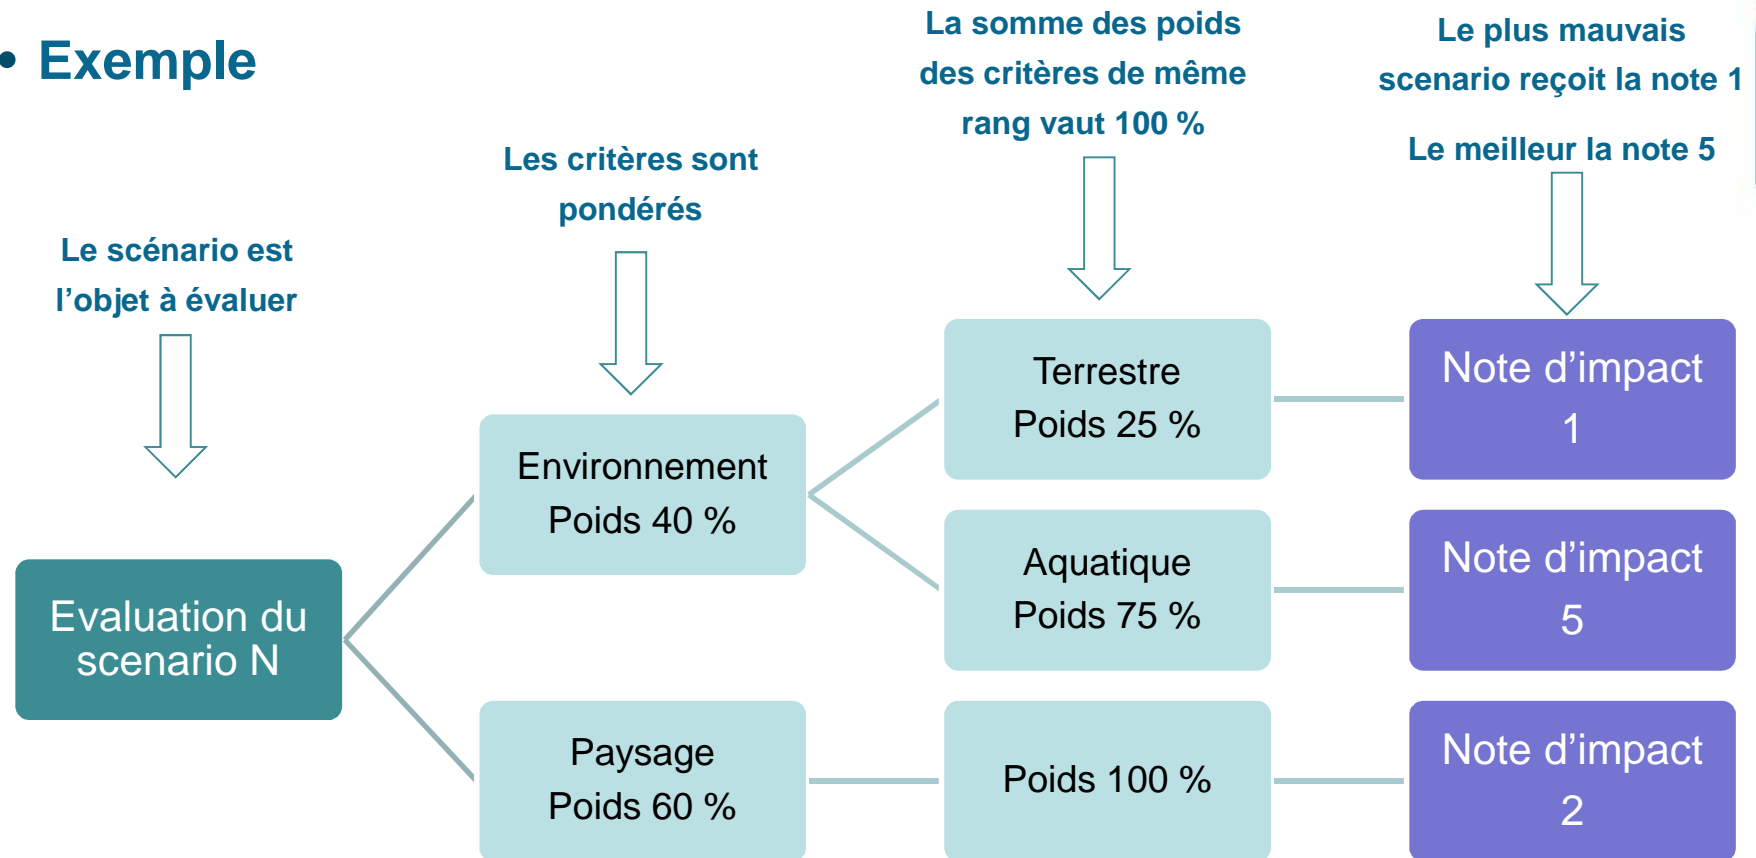 • Exemple
La somme des poids
des critères de même
rang vaut 100 %
Le plus mauvais
scenario reçoit la note 1
Le meilleur la note 5
Les critères sont
pondérés
Le scénario est
l’objet à évaluer
Evaluation du
scenario N
Environnement
Poids 40 %
Terrestre
Poids 25 %
Note d’impact
1
Aquatique
Poids 75 %
Note d’impact
5
Paysage
Poids 60 %
Poids 100 %
Note d’impact
2